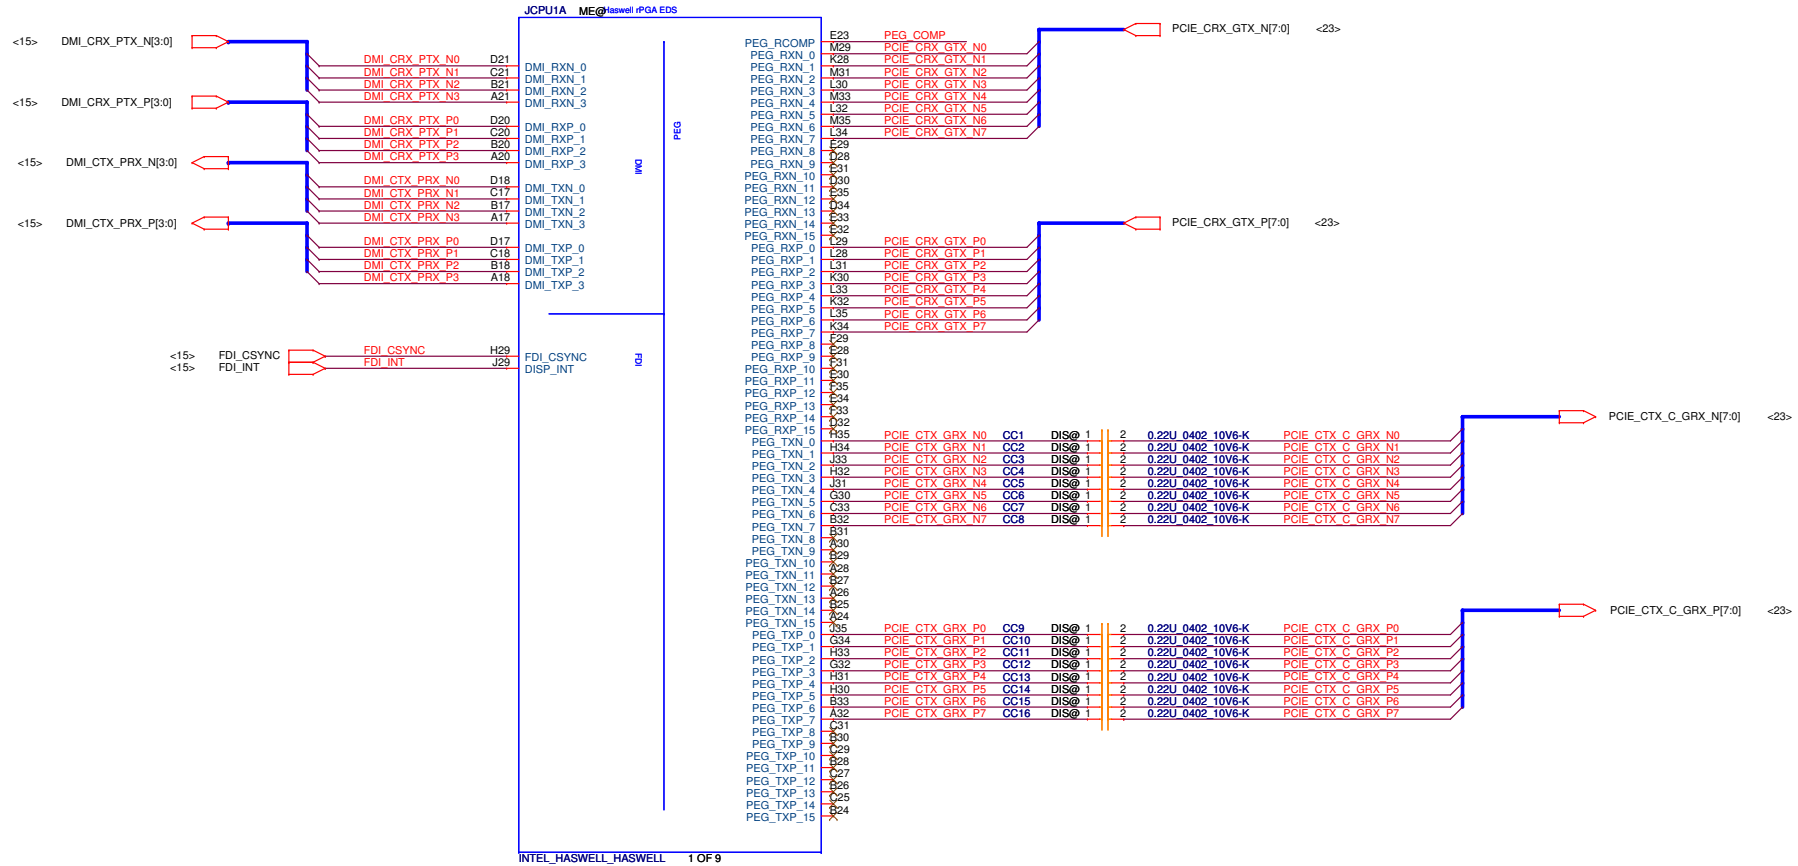 JCPU1A ME@ Haswell rPGA EDS
<15> DMI_CRX_PTX_N[3:0]
DMI_CRX_PTX_N0 D21 DMI_RXN_0
DMI_CRX_PTX_N1 C21 DMI_RXN_1
DMI_CRX_PTX_N2 B21 DMI_RXN_2
DMI_CRX_PTX_N3 A21 DMI_RXN_3
<15> DMI_CRX_PTX_P[3:0]
DMI_CRX_PTX_P0 D20 DMI_RXP_0
DMI_CRX_PTX_P1 C20 DMI_RXP_1
DMI_CRX_PTX_P2 B20 DMI_RXP_2
DMI_CRX_PTX_P3 A20 DMI_RXP_3
<15> DMI_CTX_PRX_N[3:0]
DMI_CTX_PRX_N0 D18 DMI_TXN_0
DMI_CTX_PRX_N1 C17 DMI_TXN_1
DMI_CTX_PRX_N2 B17 DMI_TXN_2
DMI_CTX_PRX_N3 A17 DMI_TXN_3
<15> DMI_CTX_PRX_P[3:0]
DMI_CTX_PRX_P0 D17 DMI_TXP_0
DMI_CTX_PRX_P1 C18 DMI_TXP_1
DMI_CTX_PRX_P2 B18 DMI_TXP_2
DMI_CTX_PRX_P3 A18 DMI_TXP_3
<15> FDI_CSYNC FDI_CSYNC H29 FDI_CSYNC
<15> FDI_INT FDI_INT J29 DISP_INT
PEG
DMI
FDI
PEG_RCOMP E23 PEG_COMP
PCIE_CRX_GTX_N[7:0] <23>
PEG_RXN_0 M29 PCIE_CRX_GTX_N0
PEG_RXN_1 K28 PCIE_CRX_GTX_N1
PEG_RXN_2 M31 PCIE_CRX_GTX_N2
PEG_RXN_3 L30 PCIE_CRX_GTX_N3
PEG_RXN_4 M33 PCIE_CRX_GTX_N4
PEG_RXN_5 L32 PCIE_CRX_GTX_N5
PEG_RXN_6 M35 PCIE_CRX_GTX_N6
PEG_RXN_7 L34 PCIE_CRX_GTX_N7
PEG_RXN_8 E29
PEG_RXN_9 D28
PEG_RXN_10 E31
PEG_RXN_11 D30
PEG_RXN_12 E35
PEG_RXN_13 D34
PEG_RXN_14 E33
PEG_RXN_15 E32
PCIE_CRX_GTX_P[7:0] <23>
PEG_RXP_0 L29 PCIE_CRX_GTX_P0
PEG_RXP_1 L28 PCIE_CRX_GTX_P1
PEG_RXP_2 L31 PCIE_CRX_GTX_P2
PEG_RXP_3 K30 PCIE_CRX_GTX_P3
PEG_RXP_4 L33 PCIE_CRX_GTX_P4
PEG_RXP_5 K32 PCIE_CRX_GTX_P5
PEG_RXP_6 L35 PCIE_CRX_GTX_P6
PEG_RXP_7 K34 PCIE_CRX_GTX_P7
PEG_RXP_8 F29
PEG_RXP_9 E28
PEG_RXP_10 F31
PEG_RXP_11 E30
PEG_RXP_12 F35
PEG_RXP_13 E34
PEG_RXP_14 F33
PEG_RXP_15 D32
PCIE_CTX_C_GRX_N[7:0] <23>
PEG_TXN_0 H35 PCIE_CTX_GRX_N0 CC1 DIS@ 1 2 0.22U_0402_10V6-K PCIE_CTX_C_GRX_N0
PEG_TXN_1 H34 PCIE_CTX_GRX_N1 CC2 DIS@ 1 2 0.22U_0402_10V6-K PCIE_CTX_C_GRX_N1
PEG_TXN_2 J33 PCIE_CTX_GRX_N2 CC3 DIS@ 1 2 0.22U_0402_10V6-K PCIE_CTX_C_GRX_N2
PEG_TXN_3 H32 PCIE_CTX_GRX_N3 CC4 DIS@ 1 2 0.22U_0402_10V6-K PCIE_CTX_C_GRX_N3
PEG_TXN_4 J31 PCIE_CTX_GRX_N4 CC5 DIS@ 1 2 0.22U_0402_10V6-K PCIE_CTX_C_GRX_N4
PEG_TXN_5 G30 PCIE_CTX_GRX_N5 CC6 DIS@ 1 2 0.22U_0402_10V6-K PCIE_CTX_C_GRX_N5
PEG_TXN_6 C33 PCIE_CTX_GRX_N6 CC7 DIS@ 1 2 0.22U_0402_10V6-K PCIE_CTX_C_GRX_N6
PEG_TXN_7 B32 PCIE_CTX_GRX_N7 CC8 DIS@ 1 2 0.22U_0402_10V6-K PCIE_CTX_C_GRX_N7
PEG_TXN_8 B31
PEG_TXN_9 A30
PEG_TXN_10 B29
PEG_TXN_11 A28
PEG_TXN_12 B27
PEG_TXN_13 A26
PEG_TXN_14 B25
PEG_TXN_15 A24
PCIE_CTX_C_GRX_P[7:0] <23>
PEG_TXP_0 J35 PCIE_CTX_GRX_P0 CC9 DIS@ 1 2 0.22U_0402_10V6-K PCIE_CTX_C_GRX_P0
PEG_TXP_1 G34 PCIE_CTX_GRX_P1 CC10 DIS@ 1 2 0.22U_0402_10V6-K PCIE_CTX_C_GRX_P1
PEG_TXP_2 H33 PCIE_CTX_GRX_P2 CC11 DIS@ 1 2 0.22U_0402_10V6-K PCIE_CTX_C_GRX_P2
PEG_TXP_3 G32 PCIE_CTX_GRX_P3 CC12 DIS@ 1 2 0.22U_0402_10V6-K PCIE_CTX_C_GRX_P3
PEG_TXP_4 H31 PCIE_CTX_GRX_P4 CC13 DIS@ 1 2 0.22U_0402_10V6-K PCIE_CTX_C_GRX_P4
PEG_TXP_5 H30 PCIE_CTX_GRX_P5 CC14 DIS@ 1 2 0.22U_0402_10V6-K PCIE_CTX_C_GRX_P5
PEG_TXP_6 B33 PCIE_CTX_GRX_P6 CC15 DIS@ 1 2 0.22U_0402_10V6-K PCIE_CTX_C_GRX_P6
PEG_TXP_7 A32 PCIE_CTX_GRX_P7 CC16 DIS@ 1 2 0.22U_0402_10V6-K PCIE_CTX_C_GRX_P7
PEG_TXP_8 C31
PEG_TXP_9 B30
PEG_TXP_10 C29
PEG_TXP_11 B28
PEG_TXP_12 C27
PEG_TXP_13 B26
PEG_TXP_14 C25
PEG_TXP_15 B24
INTEL_HASWELL_HASWELL 1 OF 9